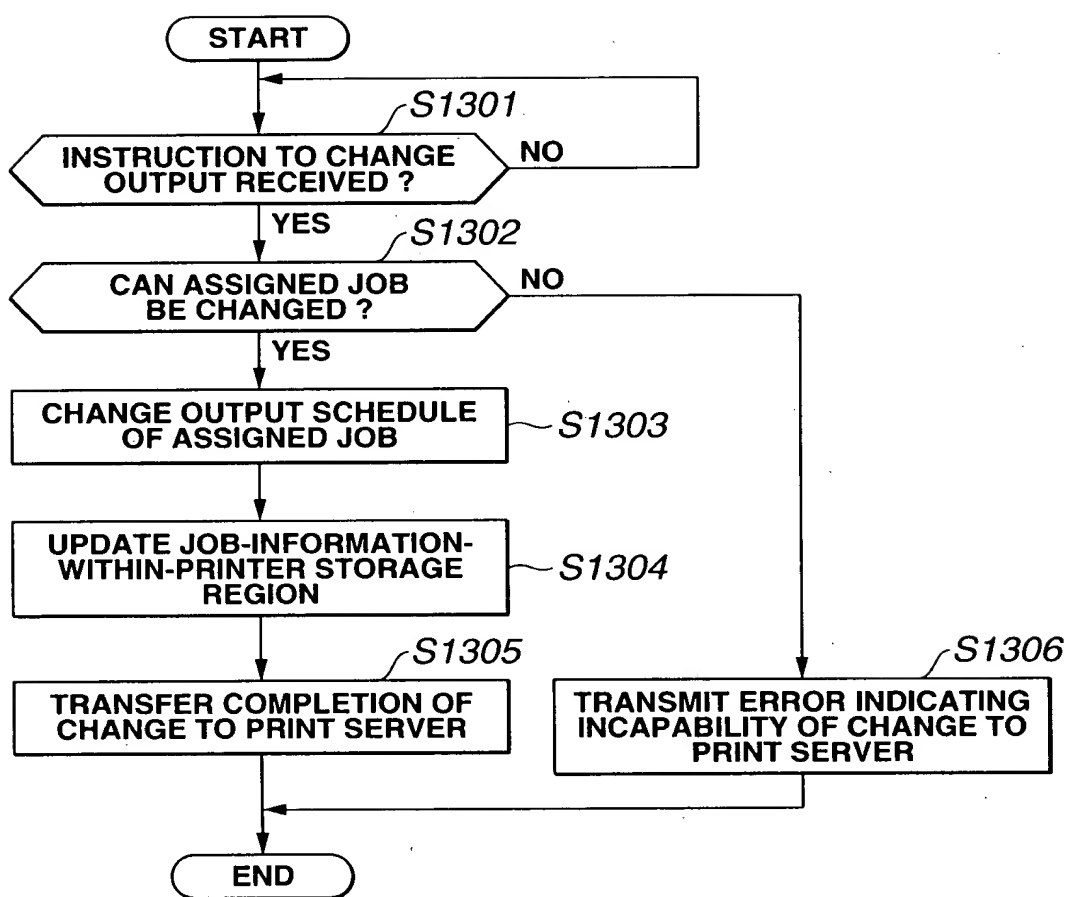 START
S1301
INSTRUCTION TO CHANGE
OUTPUT RECEIVED ?
NO
YES
S1302
CAN ASSIGNED JOB
BE CHANGED ?
NO
YES
CHANGE OUTPUT SCHEDULE
OF ASSIGNED JOB
S1303
UPDATE JOB-INFORMATION-
WITHIN-PRINTER STORAGE
REGION
S1304
S1305
TRANSFER COMPLETION OF
CHANGE TO PRINT SERVER
S1306
TRANSMIT ERROR INDICATING
INCAPABILITY OF CHANGE TO
PRINT SERVER
END